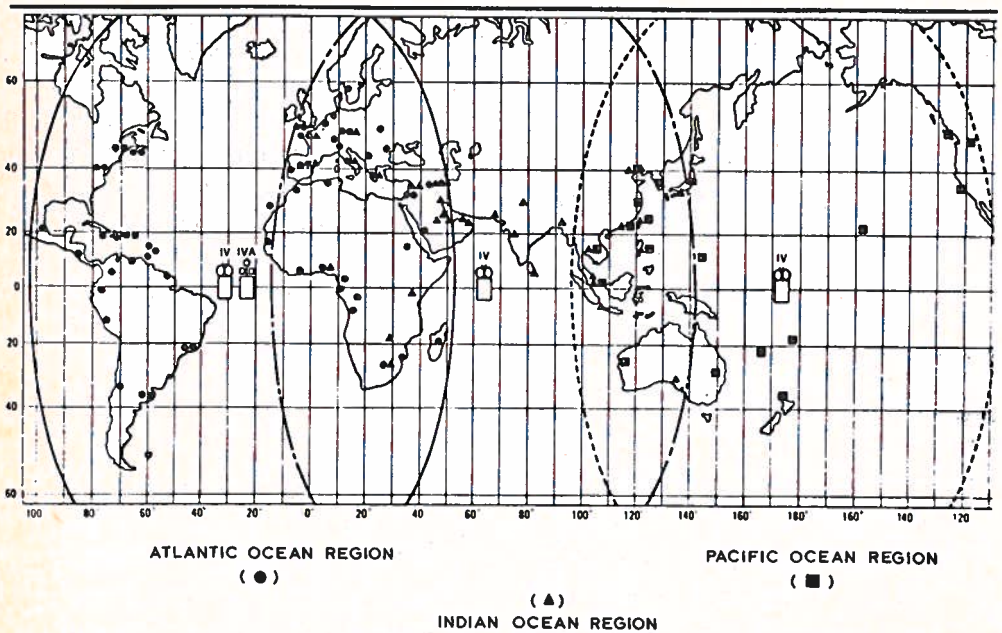 IV IVA IV IV
60
40
20
0
20
40
60
100 80° 60 40° 20 0° 20 40° 60 80° 100° 120° 140° 160° 180° 160° 140° 120
ATLANTIC OCEAN REGION
PACIFIC OCEAN REGION
( ● )
( ■ )
( ▲ )
INDIAN OCEAN REGION